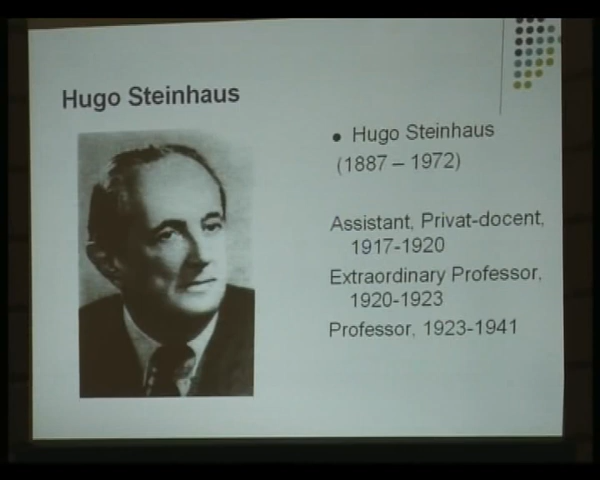 Hugo Steinhaus
• Hugo Steinhaus
(1887 – 1972)
Assistant, Privat-docent,
1917-1920
Extraordinary Professor,
1920-1923
Professor, 1923-1941